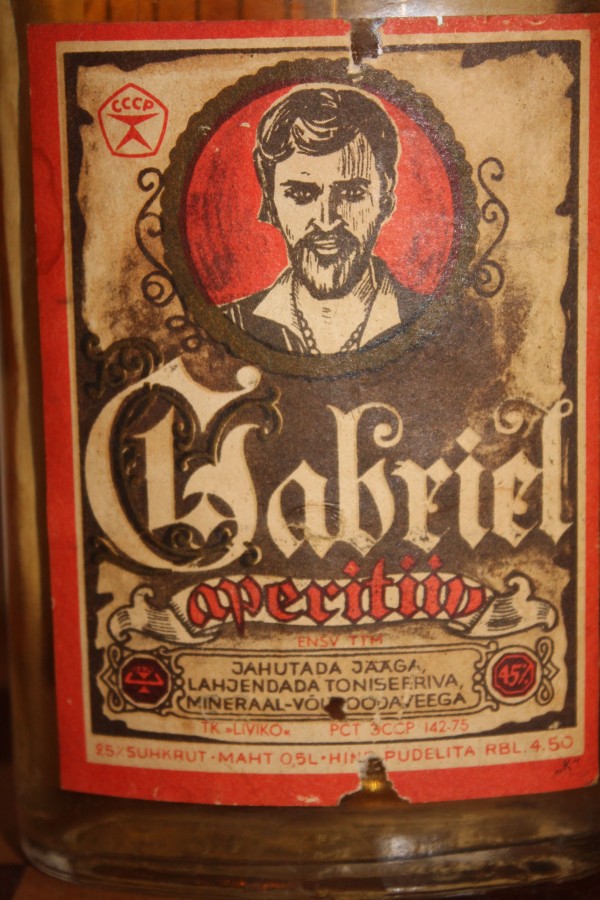 СССР
Gabriel
aperitiiv
ENSV TTM
JAHUTADA JÄÄGA,
LAHJENDADA TONISEERIVA,
MINERAAL-VÕI SOODAVEEGA
45%
TK »LIVIKO« РСТ ЭССР 142-75
25% SUHKRUT · MAHT 0,5L · HIND PUDELITA RBL. 4.50